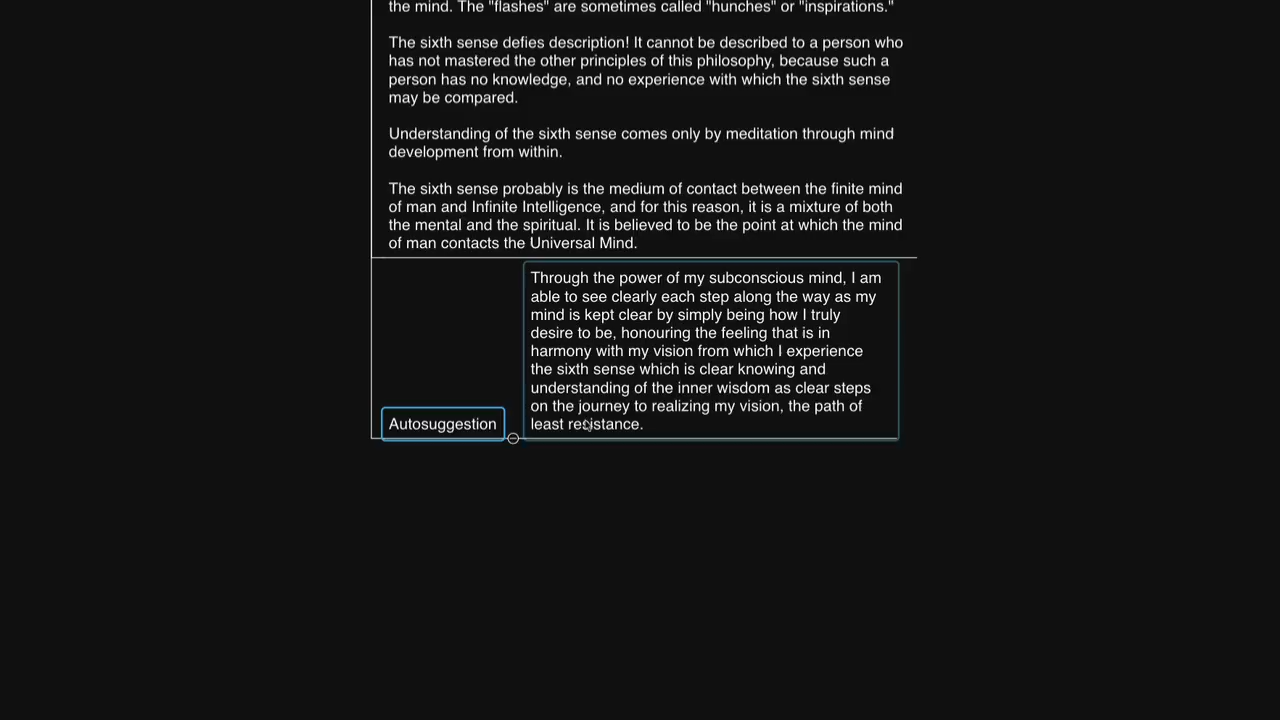 the mind. The "flashes" are sometimes called "hunches" or "inspirations."
The sixth sense defies description! It cannot be described to a person who
has not mastered the other principles of this philosophy, because such a
person has no knowledge, and no experience with which the sixth sense
may be compared.
Understanding of the sixth sense comes only by meditation through mind
development from within.
The sixth sense probably is the medium of contact between the finite mind
of man and Infinite Intelligence, and for this reason, it is a mixture of both
the mental and the spiritual. It is believed to be the point at which the mind
of man contacts the Universal Mind.
Through the power of my subconscious mind, I am
able to see clearly each step along the way as my
mind is kept clear by simply being how I truly
desire to be, honouring the feeling that is in
harmony with my vision from which I experience
the sixth sense which is clear knowing and
understanding of the inner wisdom as clear steps
on the journey to realizing my vision, the path of
least resistance.
Autosuggestion